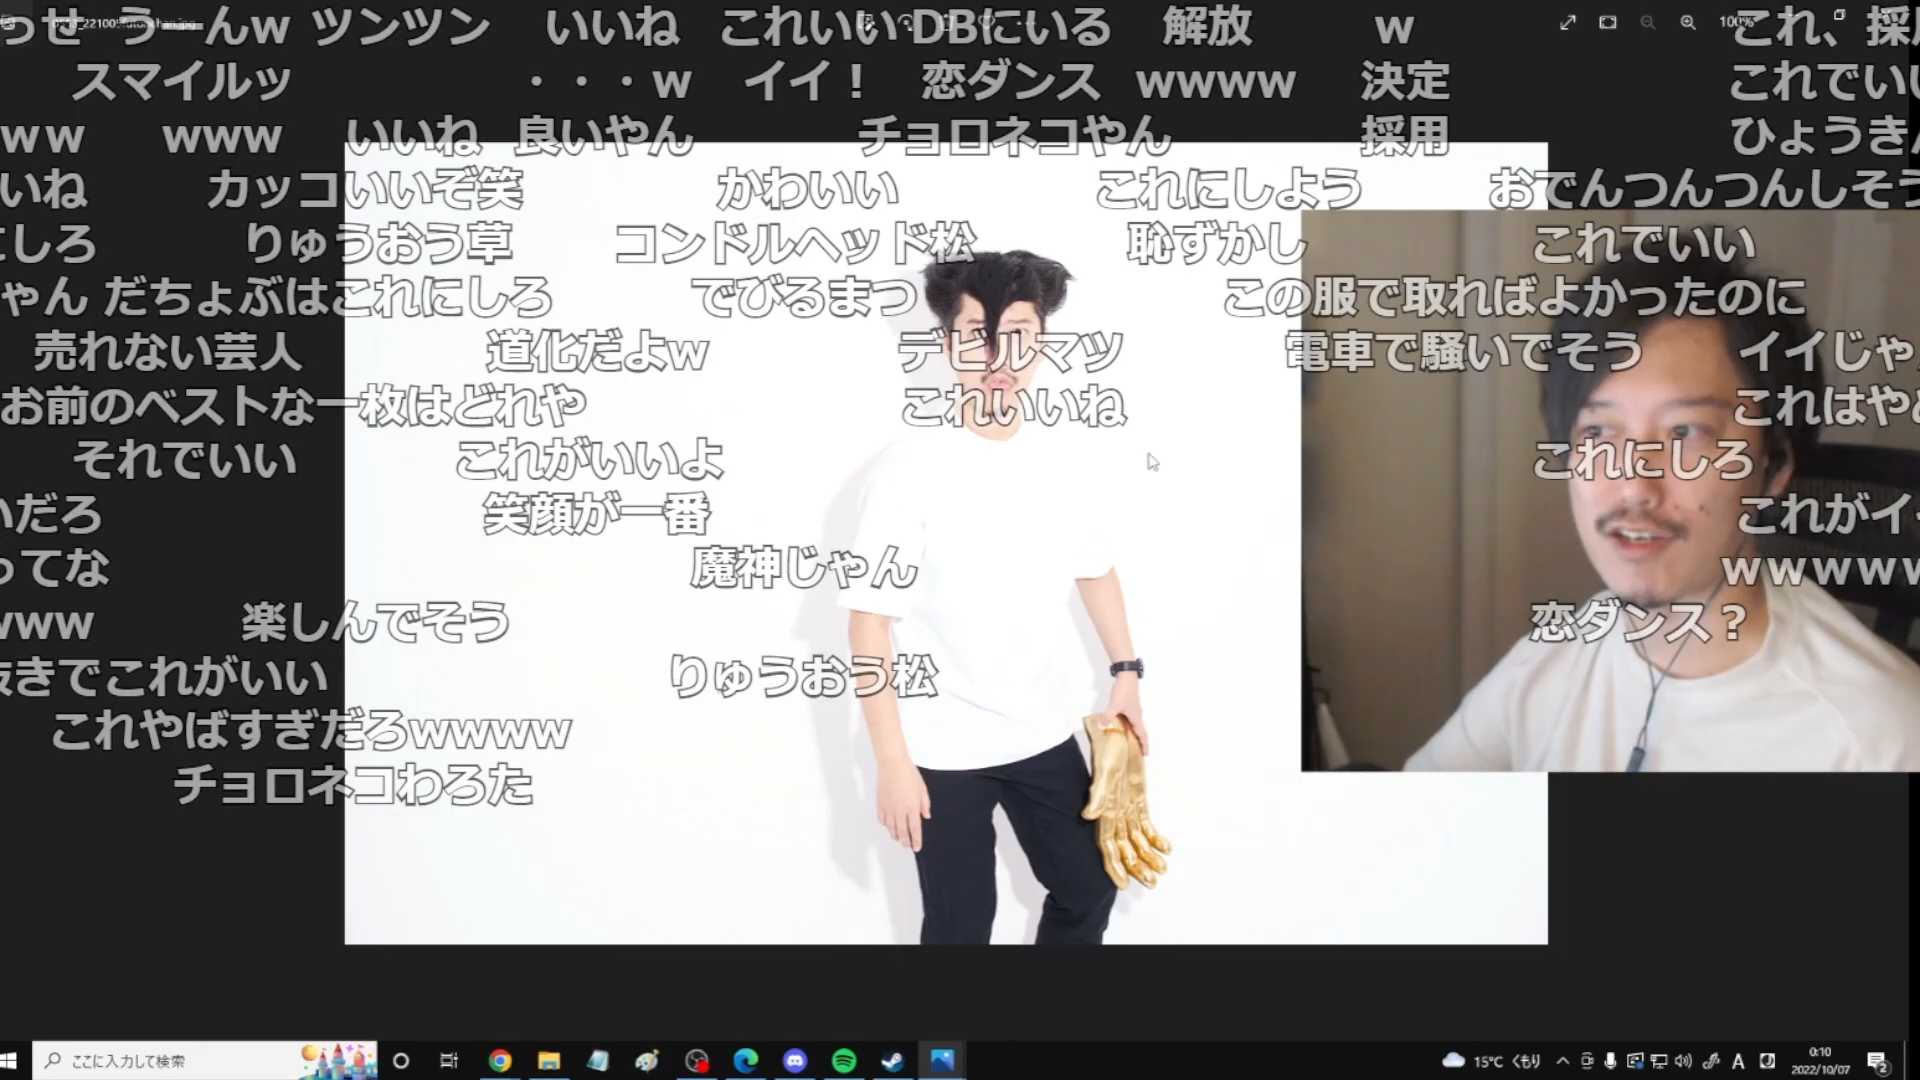 っせ う ーんw ツンツン いいね これいい DBにいる 解放 w これ、採用
スマイルッ ・・・w イイ！ 恋ダンス wwww 決定 これでいい
ww www いいね 良いやん チョロネコやん 採用 ひょうきん
いね カッコいいぞ笑 かわいい これにしよう おでんつんつんしそう
にしろ りゅうおう草 コンドルヘッド松 恥ずかし これでいい
ゃん だちょぶはこれにしろ でびるまつ この服で取ればよかったのに
売れない芸人 道化だよw デビルマツ 電車で騒いでそう イイじゃ
お前のベストな一枚はどれや これいいね これはやめ
それでいい これがいいよ これにしろ
いだろ 笑顔が一番 これがイイ
ってな 魔神じゃん wwwww
www 楽しんでそう 恋ダンス？
抜きでこれがいい りゅうおう松
これやばすぎだろwwww
チョロネコわろた
100%
ここに入力して検索
15℃ くもり
A
0:10
2022/10/07
2